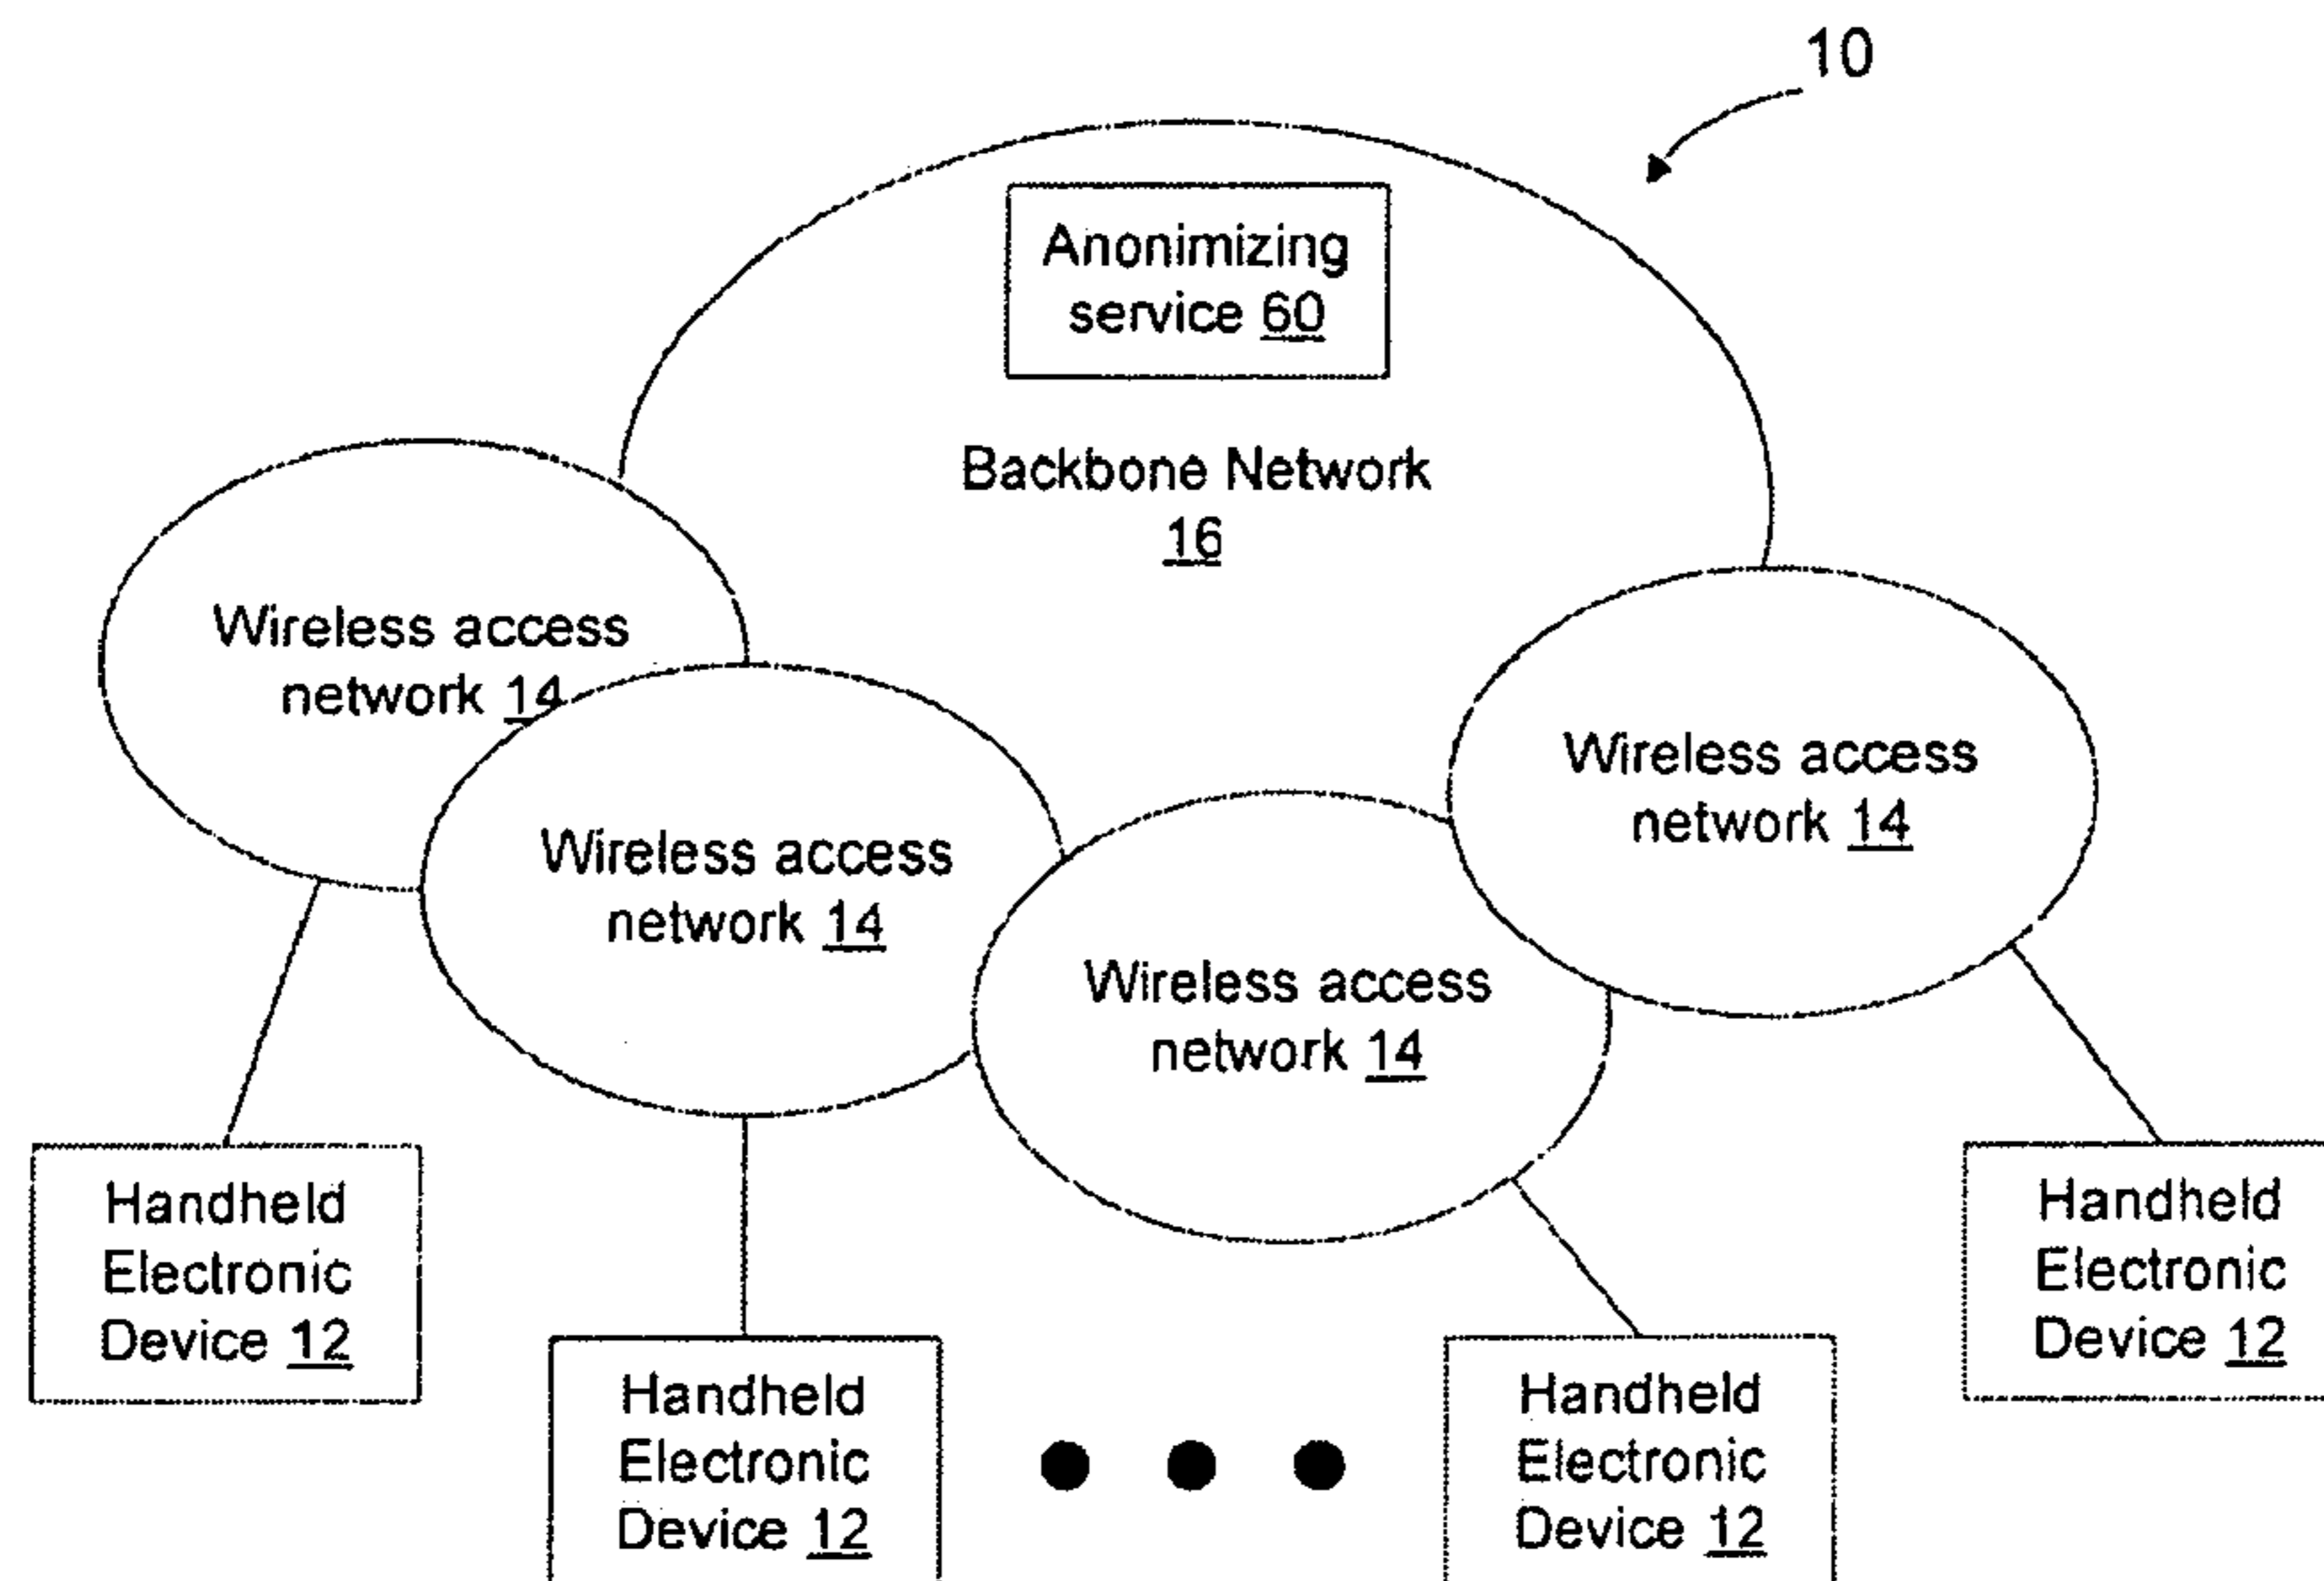 10
Anonimizing
service 60
Backbone Network
16
Wireless access
network 14
Wireless access
network 14
Wireless access
network 14
Wireless access
network 14
Handheld
Electronic
Device 12
Handheld
Electronic
Device 12
Handheld
Electronic
Device 12
Handheld
Electronic
Device 12